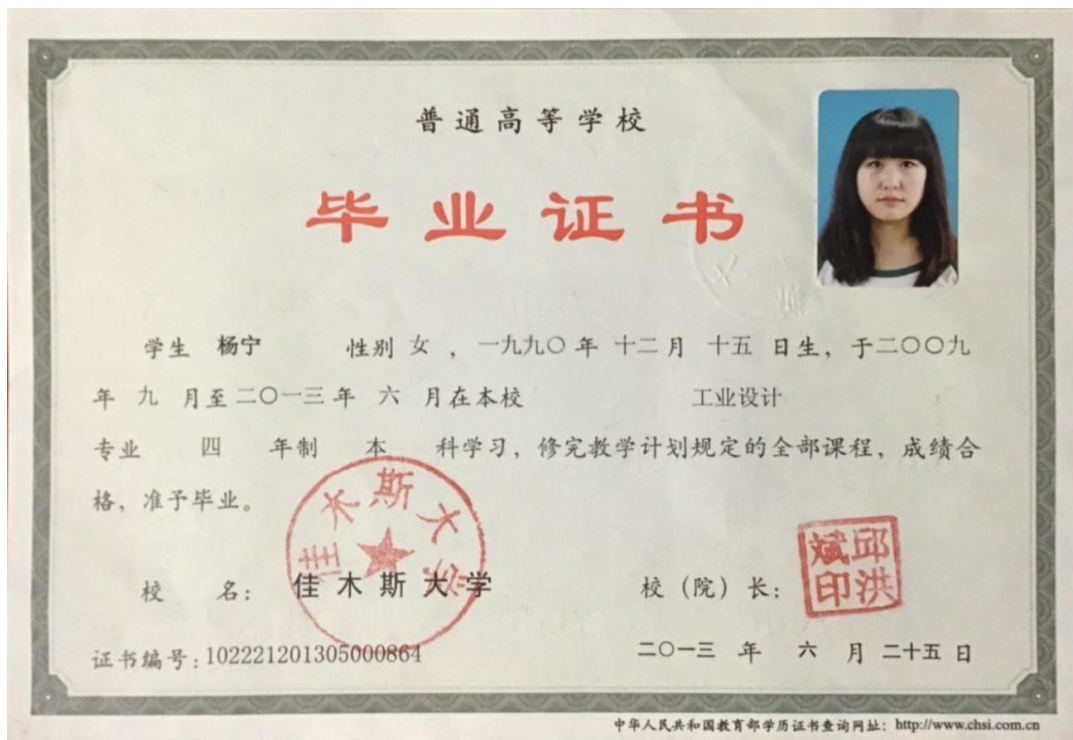 普通高等学校
毕业证书
学生 杨宁 性别 女 ，一九九〇年 十二月 十五 日生，于二〇〇九
年 九 月至二〇一三年 六 月在本校 工业设计
专业 四 年制 本 科学习，修完教学计划规定的全部课程，成绩合
格，准予毕业。
佳木斯大学
校 名： 佳木斯大学 校（院）长：
邱洪斌印
证书编号：102221201305000864 二〇一三 年 六 月 二十五 日
中华人民共和国教育部学历证书查询网址：http://www.chsi.com.cn